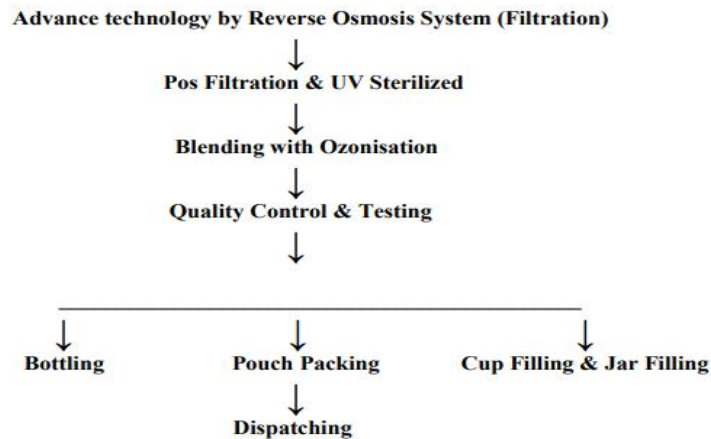 Advance technology by Reverse Osmosis System (Filtration)
Pos Filtration & UV Sterilized
Blending with Ozonisation
Quality Control & Testing
Bottling Pouch Packing Cup Filling & Jar Filling
Dispatching